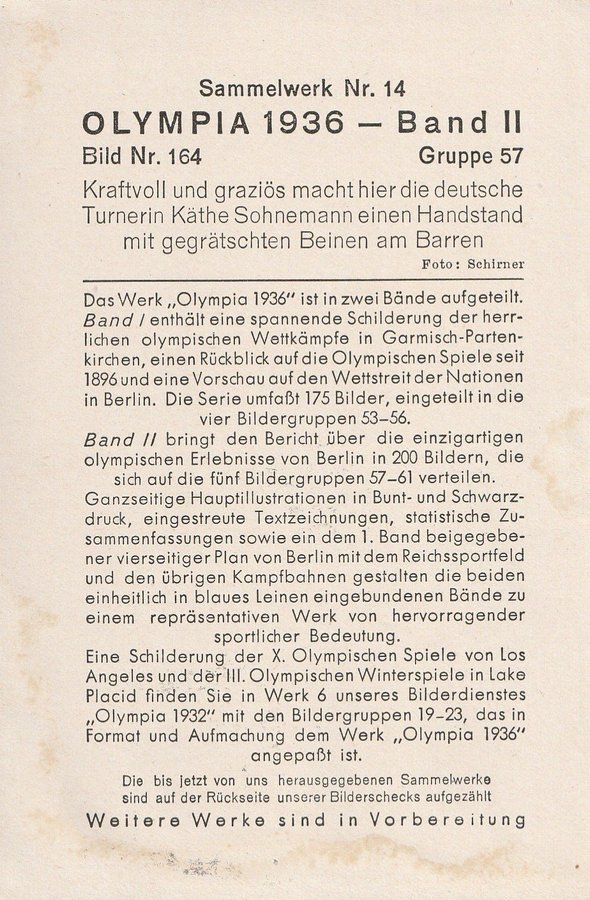 Sammelwerk Nr. 14
OLYMPIA 1936 — Band II
Bild Nr. 164 Gruppe 57
Kraftvoll und graziös macht hier die deutsche
Turnerin Käthe Sohnemann einen Handstand
mit gegrätschten Beinen am Barren
Foto: Schirner
Das Werk „Olympia 1936“ ist in zwei Bände aufgeteilt.
Band I enthält eine spannende Schilderung der herr-
lichen olympischen Wettkämpfe in Garmisch-Parten-
kirchen, einen Rückblick auf die Olympischen Spiele seit
1896 und eine Vorschau auf den Wettstreit der Nationen
in Berlin. Die Serie umfaßt 175 Bilder, eingeteilt in die
vier Bildergruppen 53–56.
Band II bringt den Bericht über die einzigartigen
olympischen Erlebnisse von Berlin in 200 Bildern, die
sich auf die fünf Bildergruppen 57–61 verteilen.
Ganzseitige Hauptillustrationen in Bunt- und Schwarz-
druck, eingestreute Textzeichnungen, statistische Zu-
sammenfassungen sowie ein dem 1. Band beigegebe-
ner vierseitiger Plan von Berlin mit dem Reichssportfeld
und den übrigen Kampfbahnen gestalten die beiden
einheitlich in blaues Leinen eingebundenen Bände zu
einem repräsentativen Werk von hervorragender
sportlicher Bedeutung.
Eine Schilderung der X. Olympischen Spiele von Los
Angeles und der III. Olympischen Winterspiele in Lake
Placid finden Sie in Werk 6 unseres Bilderdienstes
„Olympia 1932“ mit den Bildergruppen 19–23, das in
Format und Aufmachung dem Werk „Olympia 1936“
angepaßt ist.
Die bis jetzt von uns herausgegebenen Sammelwerke
sind auf der Rückseite unserer Bilderschecks aufgezählt
Weitere Werke sind in Vorbereitung